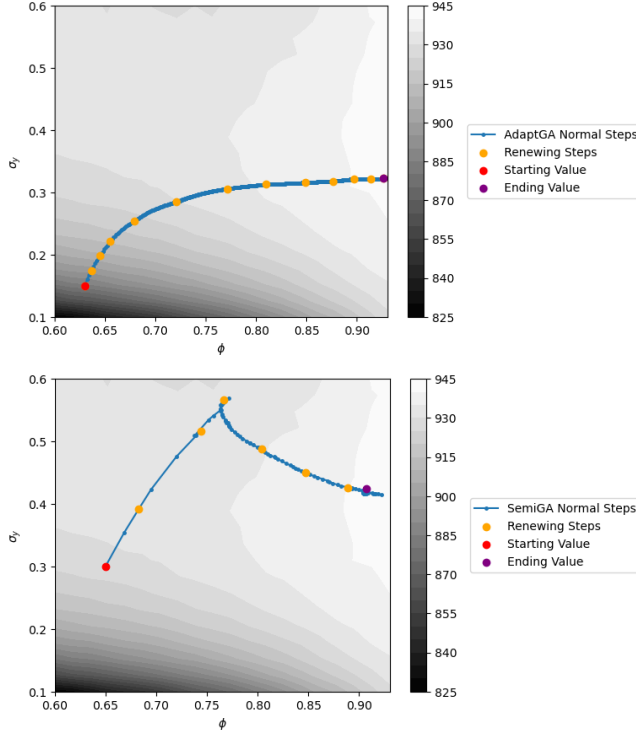 0.6
0.5
0.4
0.3
0.2
0.1
σy
0.60 0.65 0.70 0.75 0.80 0.85 0.90
ϕ
945
930
915
900
885
870
855
840
825
AdaptGA Normal Steps
Renewing Steps
Starting Value
Ending Value
0.6
0.5
0.4
0.3
0.2
0.1
σy
0.60 0.65 0.70 0.75 0.80 0.85 0.90
ϕ
945
930
915
900
885
870
855
840
825
SemiGA Normal Steps
Renewing Steps
Starting Value
Ending Value